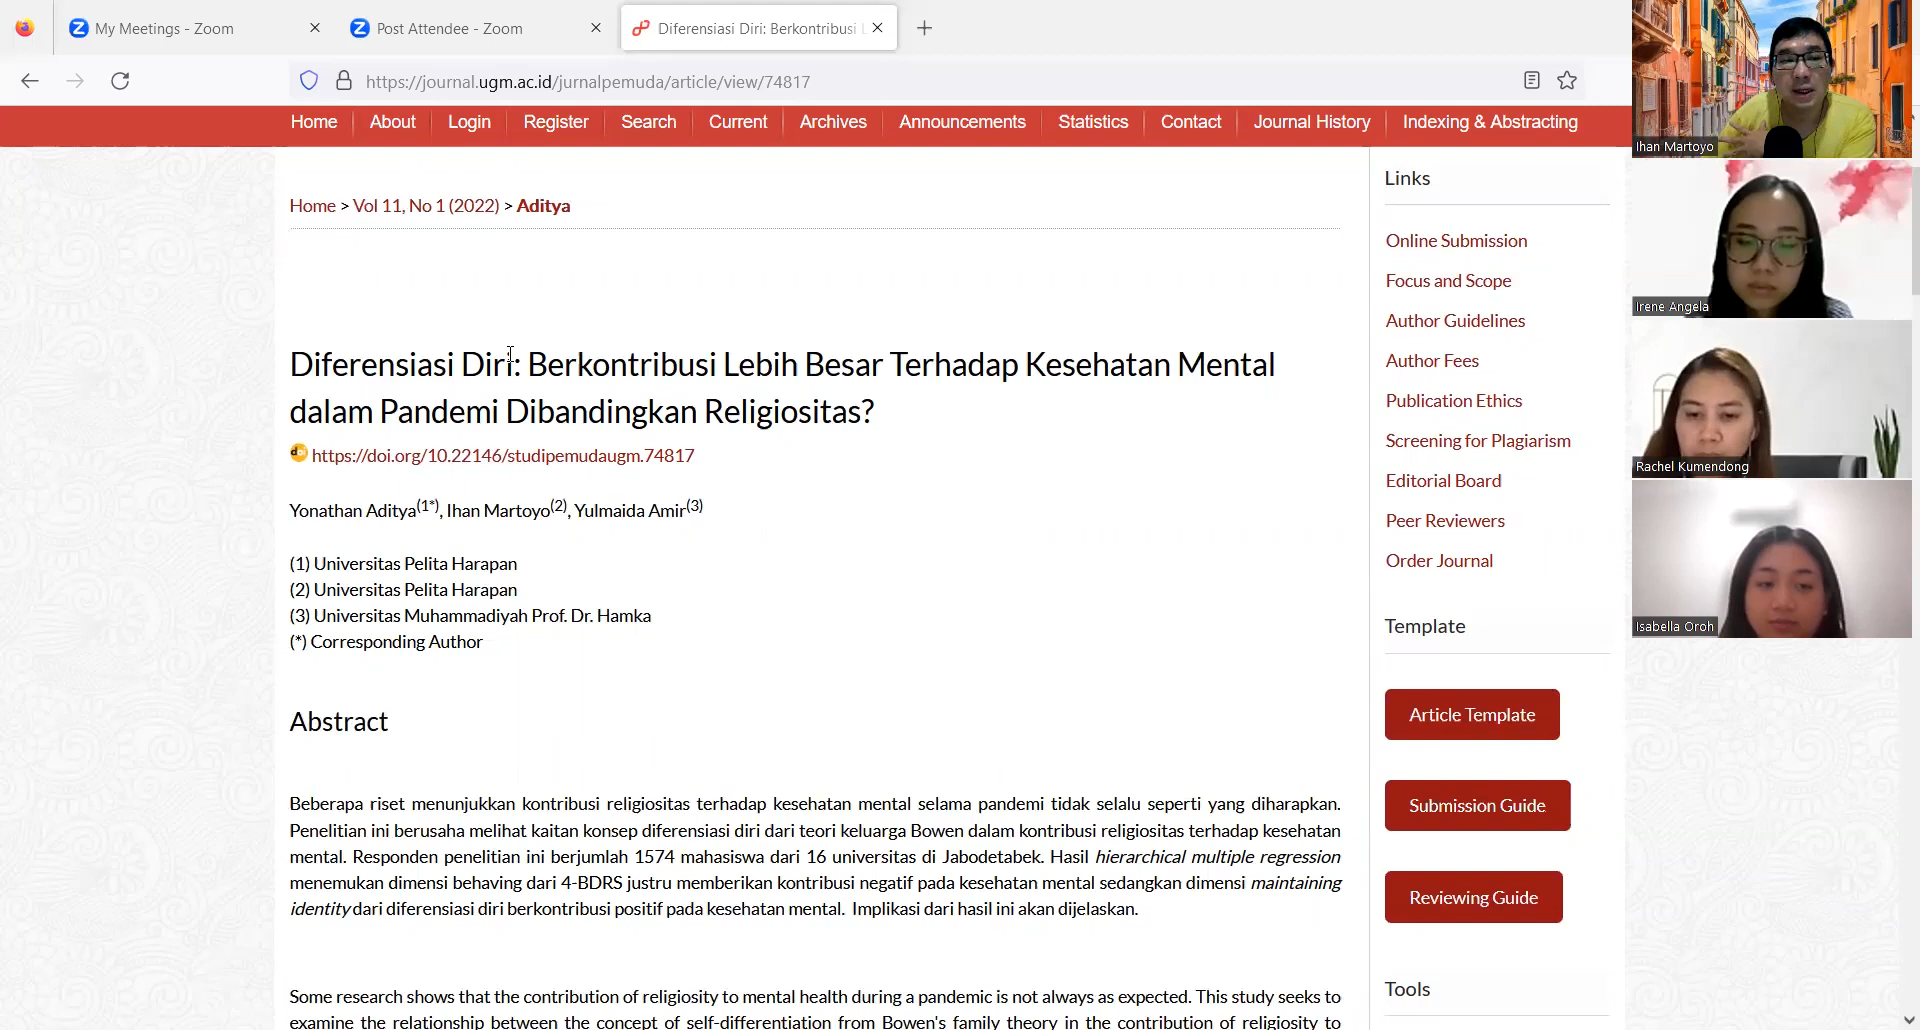 My Meetings - Zoom
Post Attendee - Zoom
Diferensiasi Diri: Berkontribusi L
https://journal.ugm.ac.id/jurnalpemuda/article/view/74817
Home About Login Register Search Current Archives Announcements Statistics Contact Journal History Indexing & Abstracting
Home > Vol 11, No 1 (2022) > Aditya
Diferensiasi Diri: Berkontribusi Lebih Besar Terhadap Kesehatan Mental
dalam Pandemi Dibandingkan Religiositas?
doi https://doi.org/10.22146/studipemudaugm.74817
Yonathan Aditya(1*), Ihan Martoyo(2), Yulmaida Amir(3)
(1) Universitas Pelita Harapan
(2) Universitas Pelita Harapan
(3) Universitas Muhammadiyah Prof. Dr. Hamka
(*) Corresponding Author
Abstract
Beberapa riset menunjukkan kontribusi religiositas terhadap kesehatan mental selama pandemi tidak selalu seperti yang diharapkan.
Penelitian ini berusaha melihat kaitan konsep diferensiasi diri dari teori keluarga Bowen dalam kontribusi religiositas terhadap kesehatan
mental. Responden penelitian ini berjumlah 1574 mahasiswa dari 16 universitas di Jabodetabek. Hasil hierarchical multiple regression
menemukan dimensi behaving dari 4-BDRS justru memberikan kontribusi negatif pada kesehatan mental sedangkan dimensi maintaining
identity dari diferensiasi diri berkontribusi positif pada kesehatan mental. Implikasi dari hasil ini akan dijelaskan.
Some research shows that the contribution of religiosity to mental health during a pandemic is not always as expected. This study seeks to
examine the relationship between the concept of self-differentiation from Bowen's family theory in the contribution of religiosity to
Links
Online Submission
Focus and Scope
Author Guidelines
Author Fees
Publication Ethics
Screening for Plagiarism
Editorial Board
Peer Reviewers
Order Journal
Template
Article Template
Submission Guide
Reviewing Guide
Tools
Ihan Martoyo
Irene Angela
Rachel Kumendong
Isabella Oroh